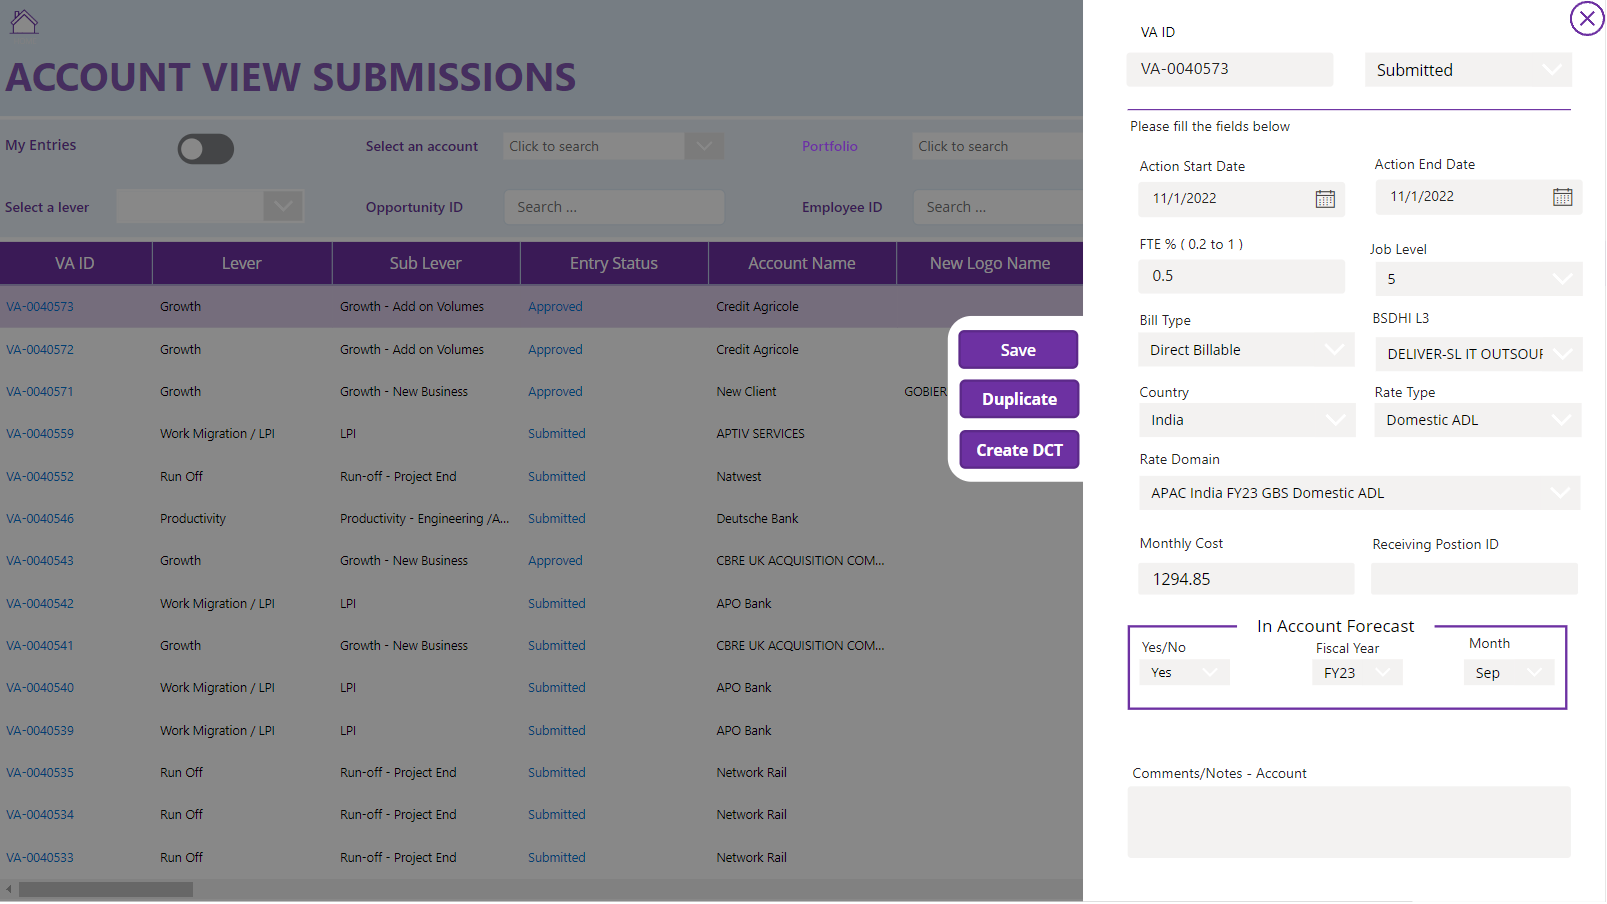 ACCOUNT VIEW SUBMISSIONS
My Entries
Select an account
Click to search
Portfolio
Click to search
Select a lever
Opportunity ID
Search ...
Employee ID
Search ...
VA ID Lever Sub Lever Entry Status Account Name New Logo Name
VA-0040573 Growth Growth - Add on Volumes Approved Credit Agricole
VA-0040572 Growth Growth - Add on Volumes Approved Credit Agricole
VA-0040571 Growth Growth - New Business Approved New Client GOBIER
VA-0040559 Work Migration / LPI LPI Submitted APTIV SERVICES
VA-0040552 Run Off Run-off - Project End Submitted Natwest
VA-0040546 Productivity Productivity - Engineering /A... Submitted Deutsche Bank
VA-0040543 Growth Growth - New Business Approved CBRE UK ACQUISITION COM...
VA-0040542 Work Migration / LPI LPI Submitted APO Bank
VA-0040541 Growth Growth - New Business Submitted CBRE UK ACQUISITION COM...
VA-0040540 Work Migration / LPI LPI Submitted APO Bank
VA-0040539 Work Migration / LPI LPI Submitted APO Bank
VA-0040535 Run Off Run-off - Project End Submitted Network Rail
VA-0040534 Run Off Run-off - Project End Submitted Network Rail
VA-0040533 Run Off Run-off - Project End Submitted Network Rail
Save
Duplicate
Create DCT
VA ID
VA-0040573 Submitted
Please fill the fields below
Action Start Date Action End Date
11/1/2022 11/1/2022
FTE % ( 0.2 to 1 ) Job Level
0.5 5
Bill Type BSDHI L3
Direct Billable DELIVER-SL IT OUTSOUR
Country Rate Type
India Domestic ADL
Rate Domain
APAC India FY23 GBS Domestic ADL
Monthly Cost Receiving Postion ID
1294.85
In Account Forecast
Yes/No Fiscal Year Month
Yes FY23 Sep
Comments/Notes - Account